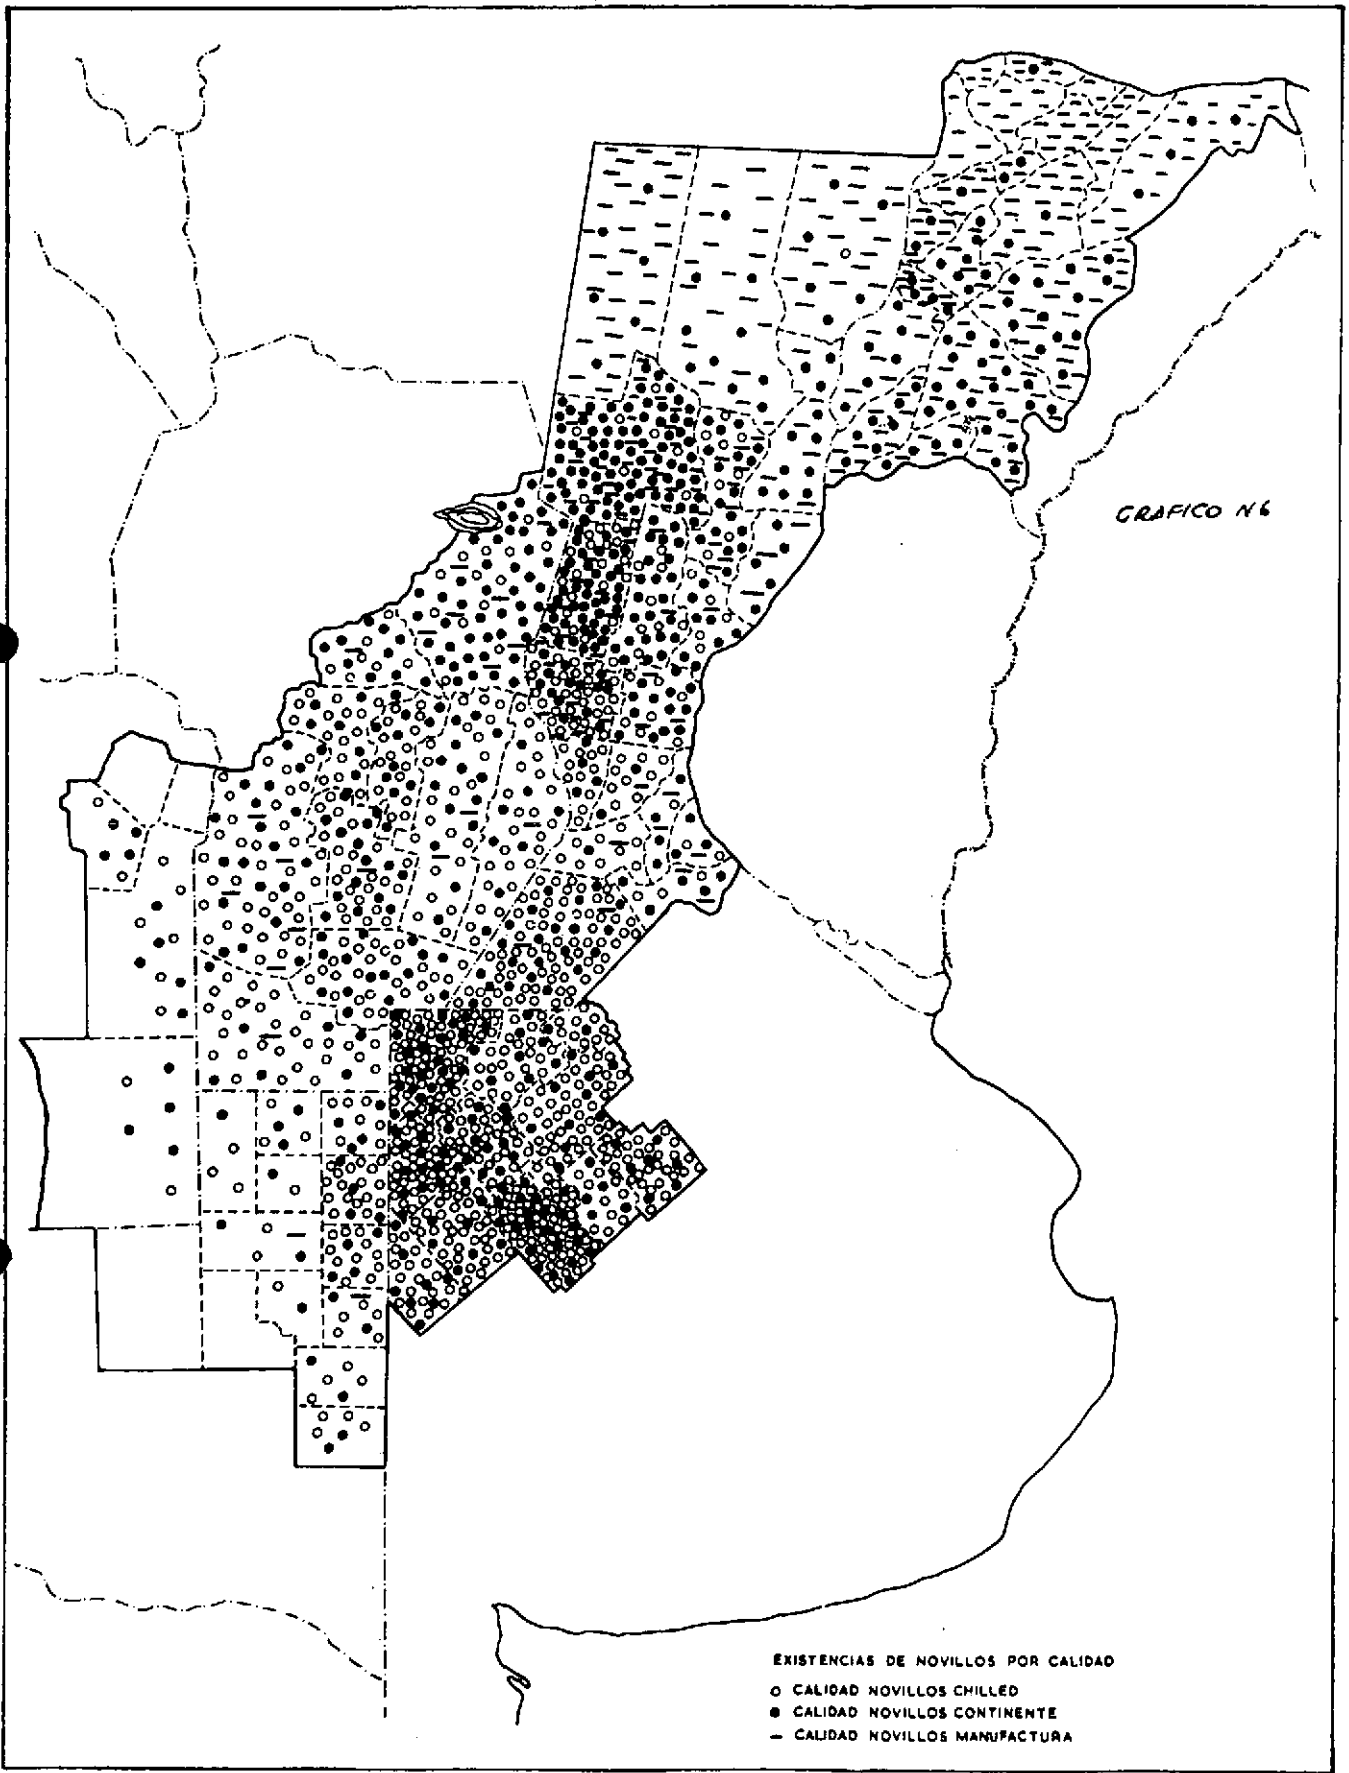 GRAFICO N6
EXISTENCIAS DE NOVILLOS POR CALIDAD
CALIDAD NOVILLOS CHILLED
CALIDAD NOVILLOS CONTINENTE
CALIDAD NOVILLOS MANUFACTURA